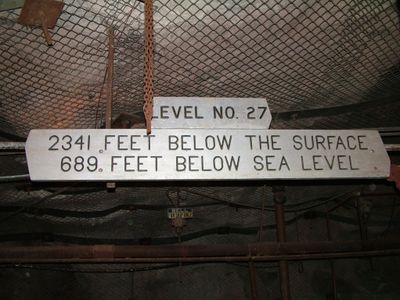 LEVEL NO. 27
2341 FEET BELOW THE SURFACE,
689 FEET BELOW SEA LEVEL